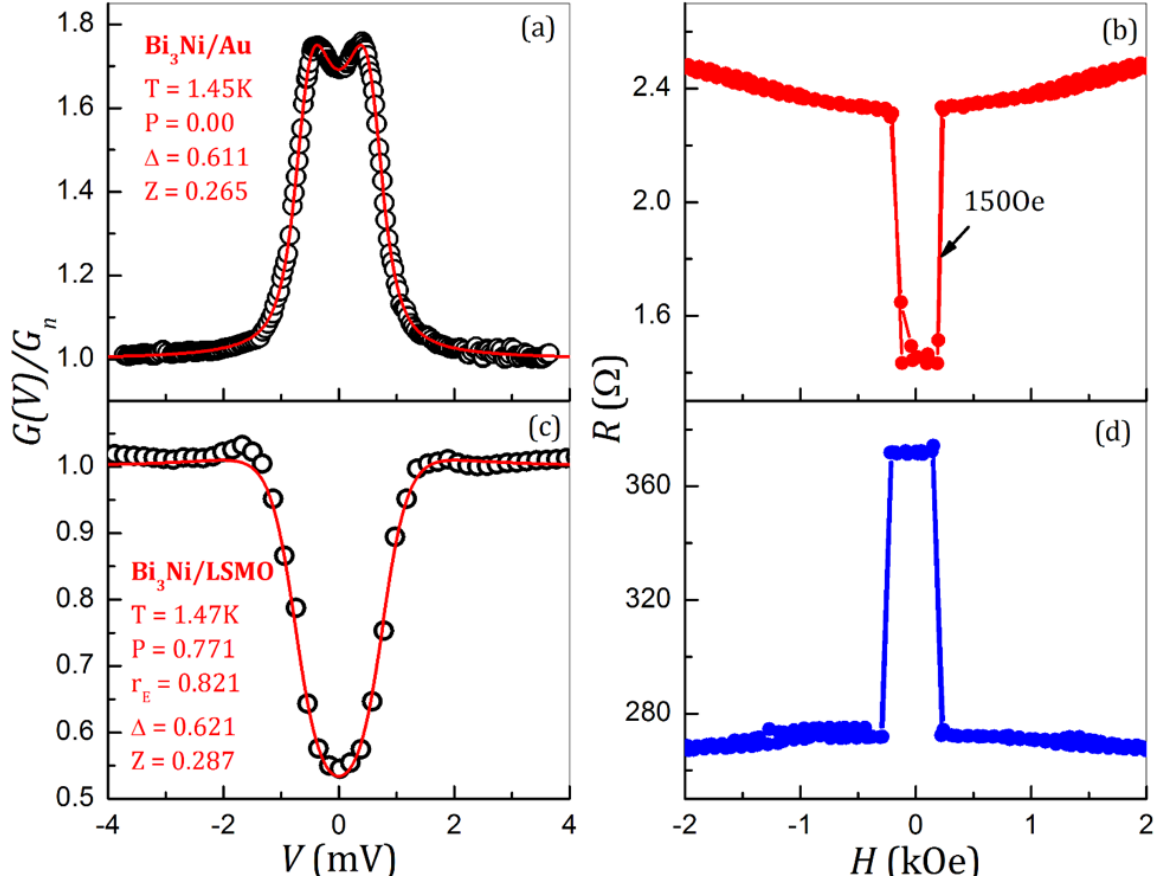 (a)
Bi₃Ni/Au
T = 1.45K
P = 0.00
Δ = 0.611
Z = 0.265
1.8
1.6
1.4
1.2
1.0
G(V)/Gₙ
(b)
2.4
2.0
1.6
150Oe
R (Ω)
(c)
1.0
0.9
0.8
0.7
0.6
0.5
Bi₃Ni/LSMO
T = 1.47K
P = 0.771
r_E = 0.821
Δ = 0.621
Z = 0.287
-4 -2 0 2 4
V (mV)
(d)
360
320
280
-2 -1 0 1 2
H (kOe)